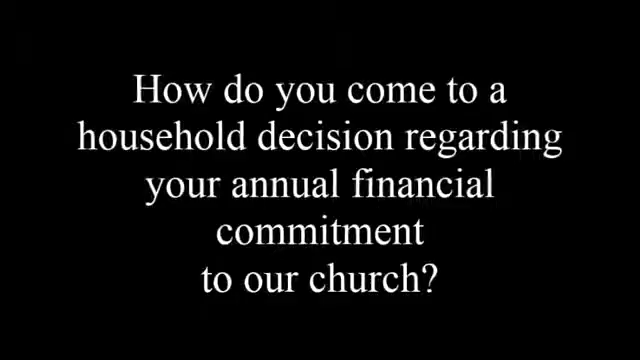 How do you come to a
household decision regarding
your annual financial
commitment
to our church?